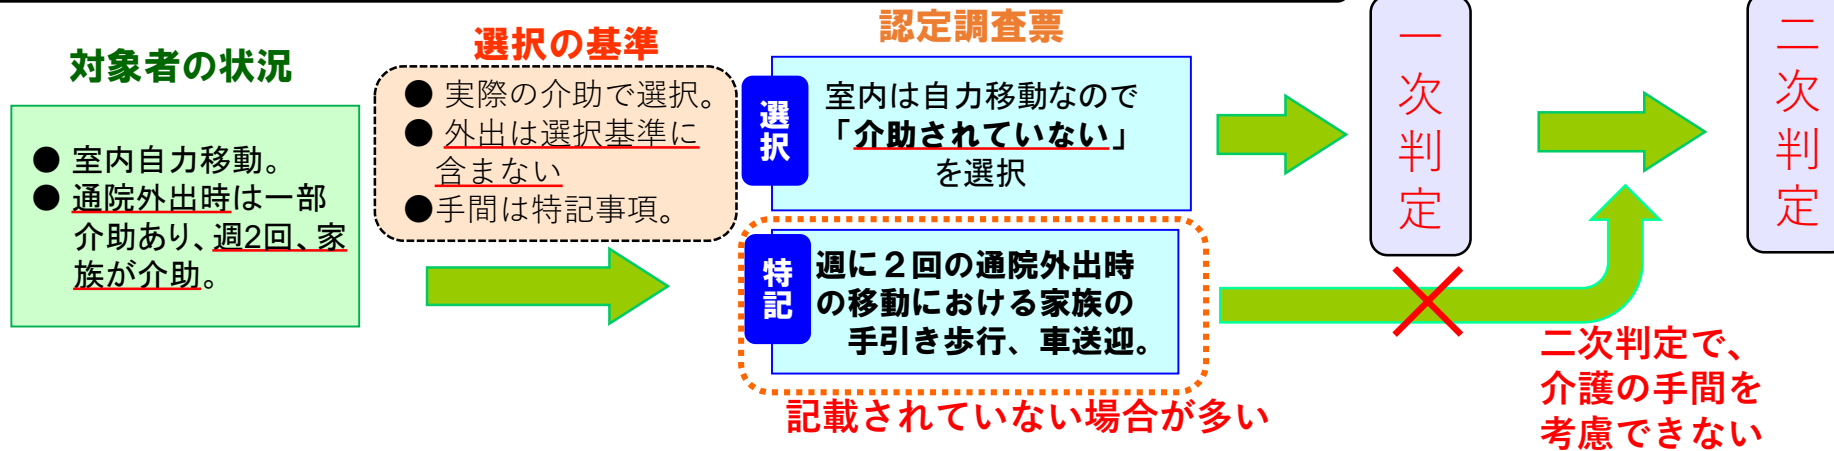 対象者の状況
● 室内自力移動。
● 通院外出時は一部
介助あり、週2回、家
族が介助。
選択の基準
● 実際の介助で選択。
● 外出は選択基準に
含まない
●手間は特記事項。
認定調査票
選択
室内は自力移動なので
「介助されていない」
を選択
特記
週に２回の通院外出時
の移動における家族の
手引き歩行、車送迎。
記載されていない場合が多い
一次判定
二次判定
二次判定で、
介護の手間を
考慮できない